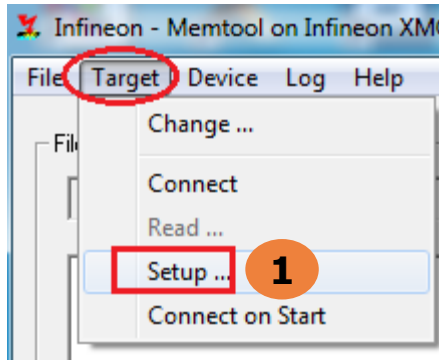 Infineon - Memtool on Infineon XM
File Target Device Log Help
Change ...
Connect
Read ...
Setup ...
1
Connect on Start